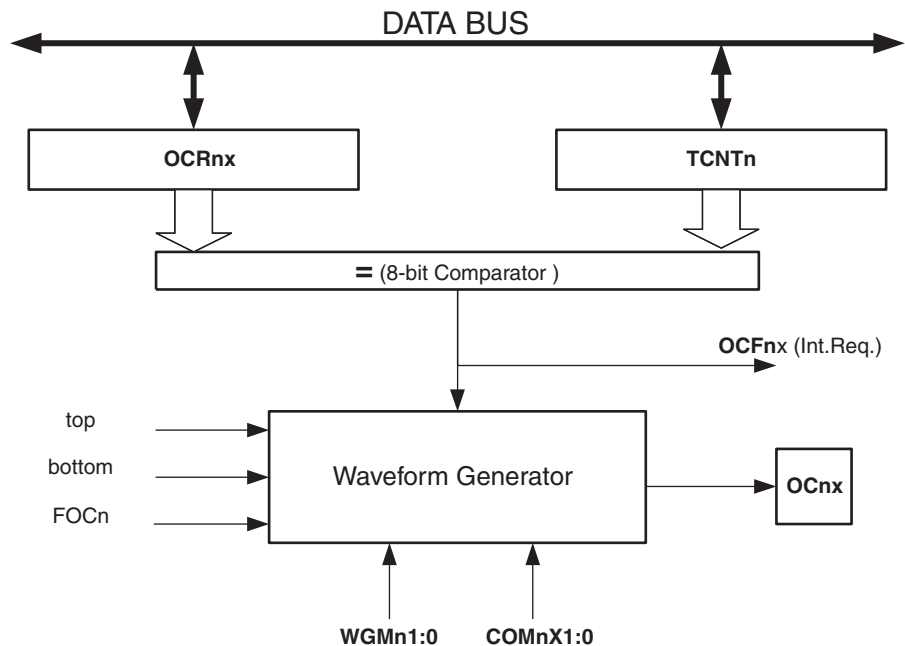 DATA BUS
OCRnx
TCNTn
= (8-bit Comparator )
OCFnx (Int.Req.)
top
bottom
FOCn
Waveform Generator
OCnx
WGMn1:0
COMnX1:0